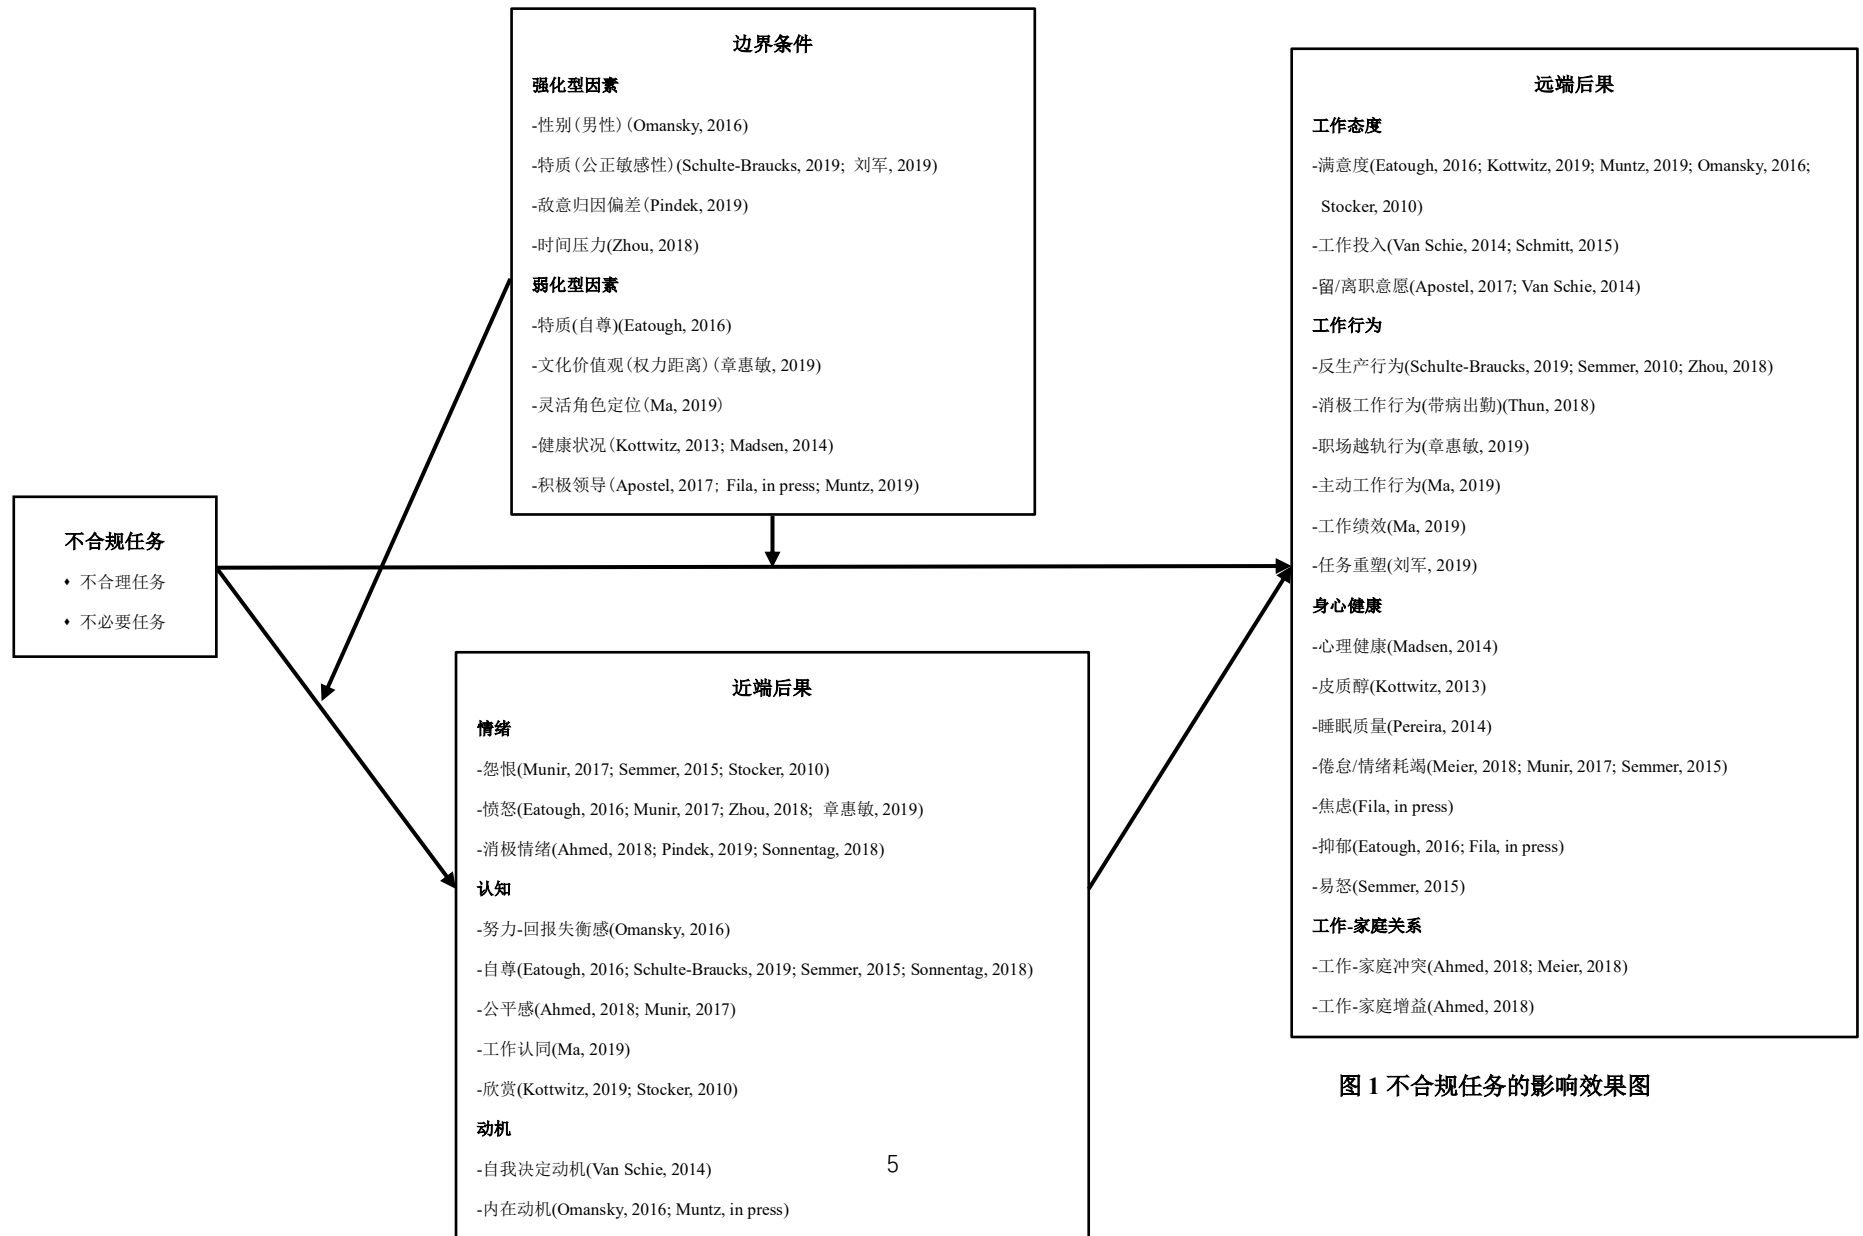 边界条件
强化型因素
-性别(男性)(Omansky, 2016)
-特质(公正敏感性)(Schulte-Braucks, 2019; 刘军, 2019)
-敌意归因偏差(Pindek, 2019)
-时间压力(Zhou, 2018)
弱化型因素
-特质(自尊)(Eatough, 2016)
-文化价值观(权力距离)(章惠敏, 2019)
-灵活角色定位(Ma, 2019)
-健康状况(Kottwitz, 2013; Madsen, 2014)
-积极领导(Apostel, 2017; Fila, in press; Muntz, 2019)
不合规任务
♦ 不合理任务
♦ 不必要任务
近端后果
情绪
-怨恨(Munir, 2017; Semmer, 2015; Stocker, 2010)
-愤怒(Eatough, 2016; Munir, 2017; Zhou, 2018; 章惠敏, 2019)
-消极情绪(Ahmed, 2018; Pindek, 2019; Sonnentag, 2018)
认知
-努力-回报失衡感(Omansky, 2016)
-自尊(Eatough, 2016; Schulte-Braucks, 2019; Semmer, 2015; Sonnentag, 2018)
-公平感(Ahmed, 2018; Munir, 2017)
-工作认同(Ma, 2019)
-欣赏(Kottwitz, 2019; Stocker, 2010)
动机
-自我决定动机(Van Schie, 2014)
-内在动机(Omansky, 2016; Muntz, in press)
远端后果
工作态度
-满意度(Eatough, 2016; Kottwitz, 2019; Muntz, 2019; Omansky, 2016;
Stocker, 2010)
-工作投入(Van Schie, 2014; Schmitt, 2015)
-留/离职意愿(Apostel, 2017; Van Schie, 2014)
工作行为
-反生产行为(Schulte-Braucks, 2019; Semmer, 2010; Zhou, 2018)
-消极工作行为(带病出勤)(Thun, 2018)
-职场越轨行为(章惠敏, 2019)
-主动工作行为(Ma, 2019)
-工作绩效(Ma, 2019)
-任务重塑(刘军, 2019)
身心健康
-心理健康(Madsen, 2014)
-皮质醇(Kottwitz, 2013)
-睡眠质量(Pereira, 2014)
-倦怠/情绪耗竭(Meier, 2018; Munir, 2017; Semmer, 2015)
-焦虑(Fila, in press)
-抑郁(Eatough, 2016; Fila, in press)
-易怒(Semmer, 2015)
工作-家庭关系
-工作-家庭冲突(Ahmed, 2018; Meier, 2018)
-工作-家庭增益(Ahmed, 2018)
图 1 不合规任务的影响效果图
5